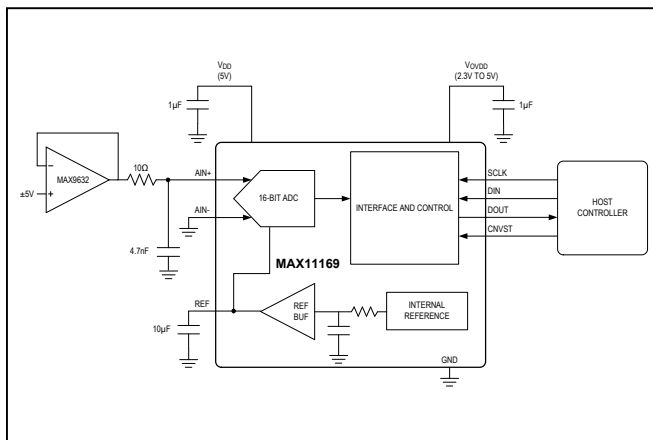 VDD
(5V)
1µF
VOVDD
(2.3V TO 5V)
1µF
MAX9632
-
+
±5V
10Ω
4.7nF
AIN+
AIN-
16-BIT ADC
INTERFACE AND CONTROL
SCLK
DIN
DOUT
CNVST
HOST
CONTROLLER
MAX11169
REF
10µF
REF
BUF
INTERNAL
REFERENCE
GND